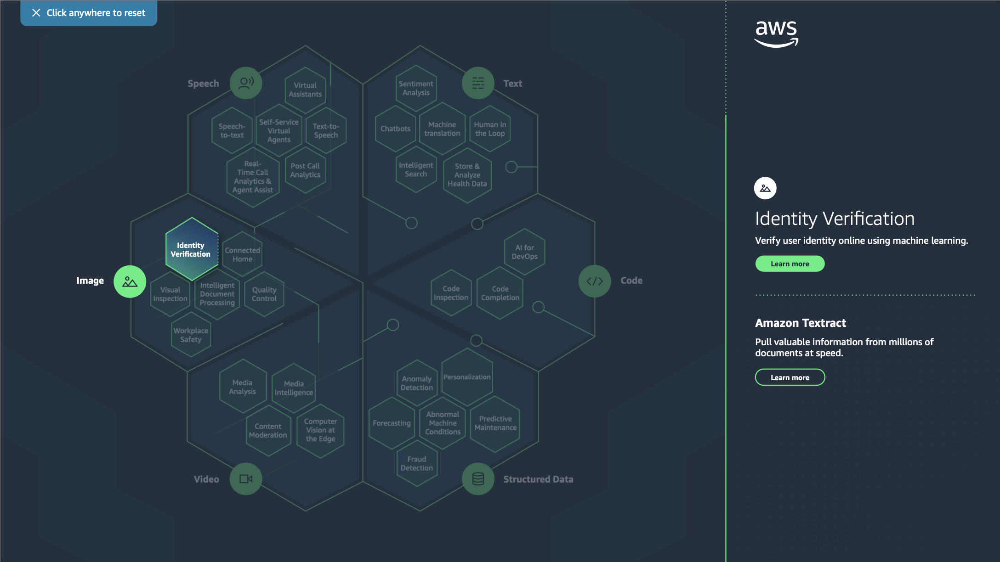 Click anywhere to reset
aws
Speech
Virtual
Assistants
Speech-
to-text
Self-Service
Virtual
Agents
Text-to-
Speech
Real-
Time Call
Analytics &
Agent Assist
Post Call
Analytics
Text
Sentiment
Analysis
Chatbots
Machine
translation
Human in
the Loop
Intelligent
Search
Store &
Analyze
Health Data
Image
Identity
Verification
Connected
Home
Visual
Inspection
Intelligent
Document
Processing
Quality
Control
Workplace
Safety
Code
AI for
DevOps
Code
Inspection
Code
Completion
Video
Media
Analysis
Media
Intelligence
Content
Moderation
Computer
Vision at
the Edge
Structured Data
Anomaly
Detection
Personalization
Forecasting
Abnormal
Machine
Conditions
Predictive
Maintenance
Fraud
Detection
Identity Verification
Verify user identity online using machine learning.
Learn more
Amazon Textract
Pull valuable information from millions of
documents at speed.
Learn more